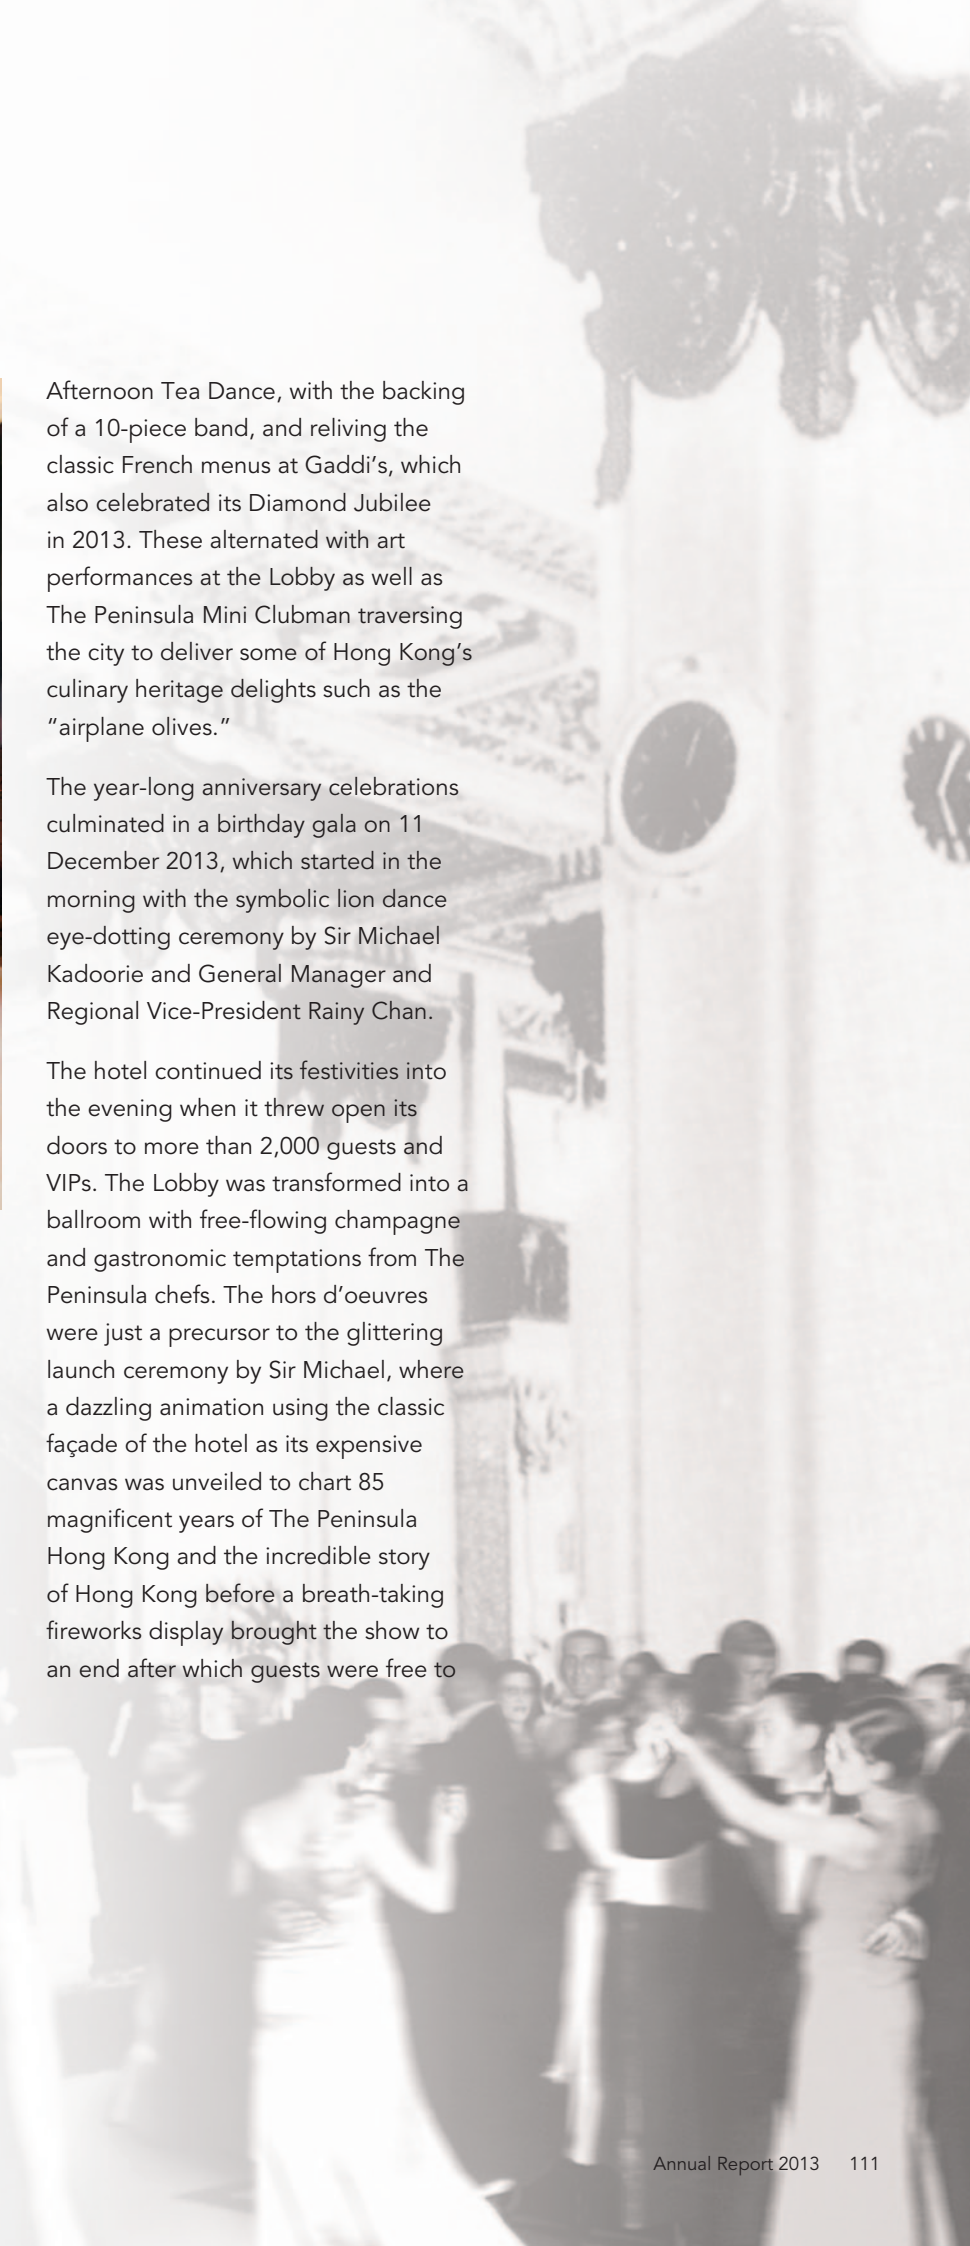 Afternoon Tea Dance, with the backing
of a 10-piece band, and reliving the
classic French menus at Gaddi’s, which
also celebrated its Diamond Jubilee
in 2013. These alternated with art
performances at the Lobby as well as
The Peninsula Mini Clubman traversing
the city to deliver some of Hong Kong’s
culinary heritage delights such as the
“airplane olives.”
The year-long anniversary celebrations
culminated in a birthday gala on 11
December 2013, which started in the
morning with the symbolic lion dance
eye-dotting ceremony by Sir Michael
Kadoorie and General Manager and
Regional Vice-President Rainy Chan.
The hotel continued its festivities into
the evening when it threw open its
doors to more than 2,000 guests and
VIPs. The Lobby was transformed into a
ballroom with free-flowing champagne
and gastronomic temptations from The
Peninsula chefs. The hors d’oeuvres
were just a precursor to the glittering
launch ceremony by Sir Michael, where
a dazzling animation using the classic
façade of the hotel as its expensive
canvas was unveiled to chart 85
magnificent years of The Peninsula
Hong Kong and the incredible story
of Hong Kong before a breath-taking
fireworks display brought the show to
an end after which guests were free to
Annual Report 2013 111